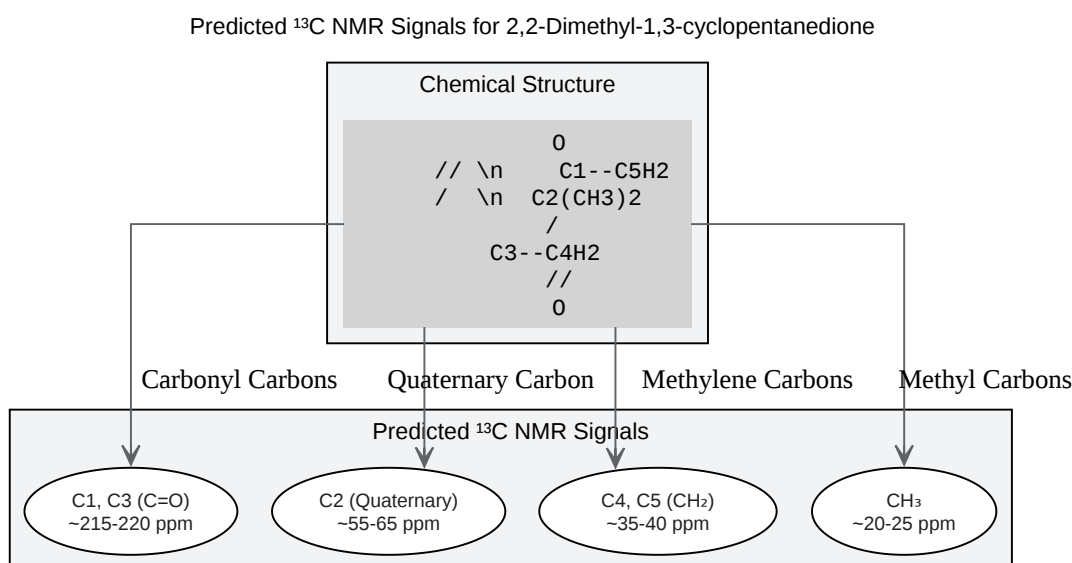 Predicted ¹³C NMR Signals for 2,2-Dimethyl-1,3-cyclopentanedione
Chemical Structure
O
// \n    C1--C5H2
/  \n  C2(CH3)2
/
C3--C4H2
//
O
Carbonyl Carbons
Quaternary Carbon
Methylene Carbons
Methyl Carbons
Predicted ¹³C NMR Signals
C1, C3 (C=O)
~215-220 ppm
C2 (Quaternary)
~55-65 ppm
C4, C5 (CH₂)
~35-40 ppm
CH₃
~20-25 ppm